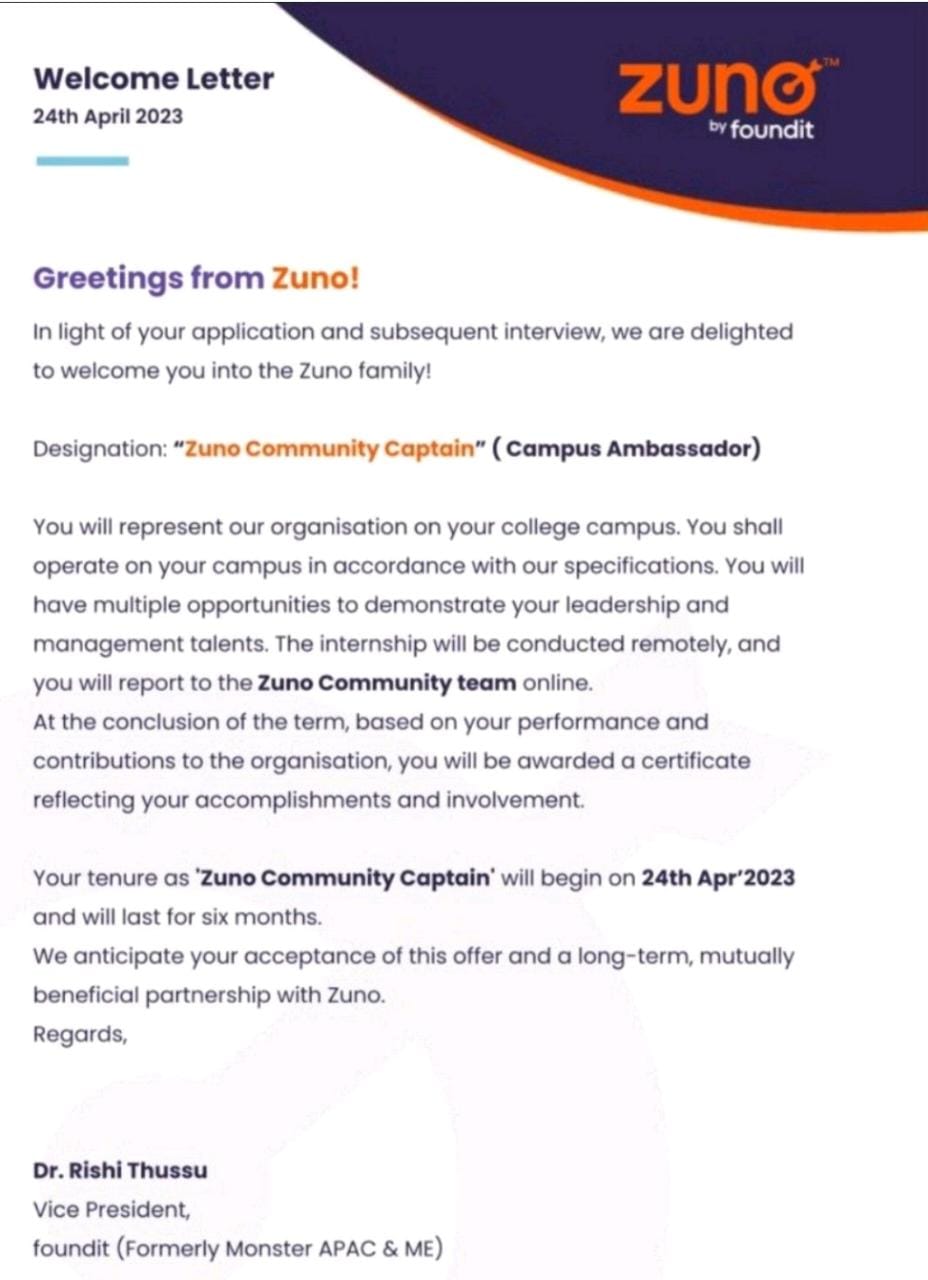 Welcome Letter
24th April 2023
zuno™
by foundit
Greetings from Zuno!
In light of your application and subsequent interview, we are delighted
to welcome you into the Zuno family!
Designation: “Zuno Community Captain” ( Campus Ambassador)
You will represent our organisation on your college campus. You shall
operate on your campus in accordance with our specifications. You will
have multiple opportunities to demonstrate your leadership and
management talents. The internship will be conducted remotely, and
you will report to the Zuno Community team online.
At the conclusion of the term, based on your performance and
contributions to the organisation, you will be awarded a certificate
reflecting your accomplishments and involvement.
Your tenure as 'Zuno Community Captain' will begin on 24th Apr’2023
and will last for six months.
We anticipate your acceptance of this offer and a long-term, mutually
beneficial partnership with Zuno.
Regards,
Dr. Rishi Thussu
Vice President,
foundit (Formerly Monster APAC & ME)